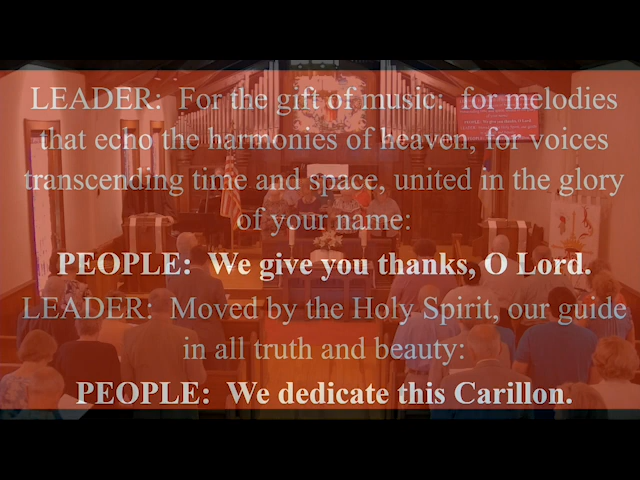 LEADER: For the gift of music: for melodies
that echo the harmonies of heaven, for voices
transcending time and space, united in the glory
of your name:
PEOPLE: We give you thanks, O Lord.
LEADER: Moved by the Holy Spirit, our guide
in all truth and beauty:
PEOPLE: We dedicate this Carillon.